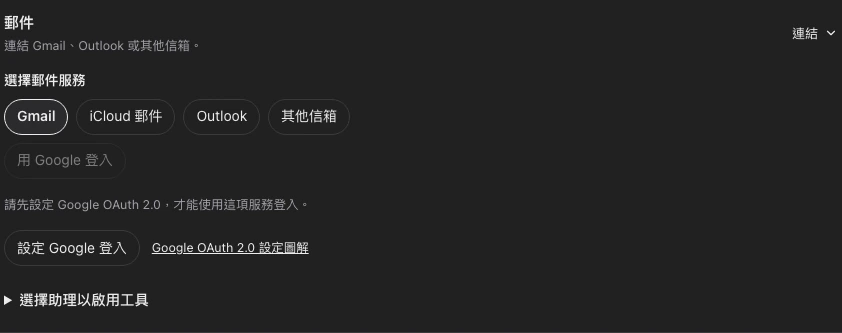 郵件
連結 Gmail、Outlook 或其他信箱。
連結
選擇郵件服務
Gmail
iCloud 郵件
Outlook
其他信箱
用 Google 登入
請先設定 Google OAuth 2.0，才能使用這項服務登入。
設定 Google 登入
Google OAuth 2.0 設定圖解
選擇助理以啟用工具